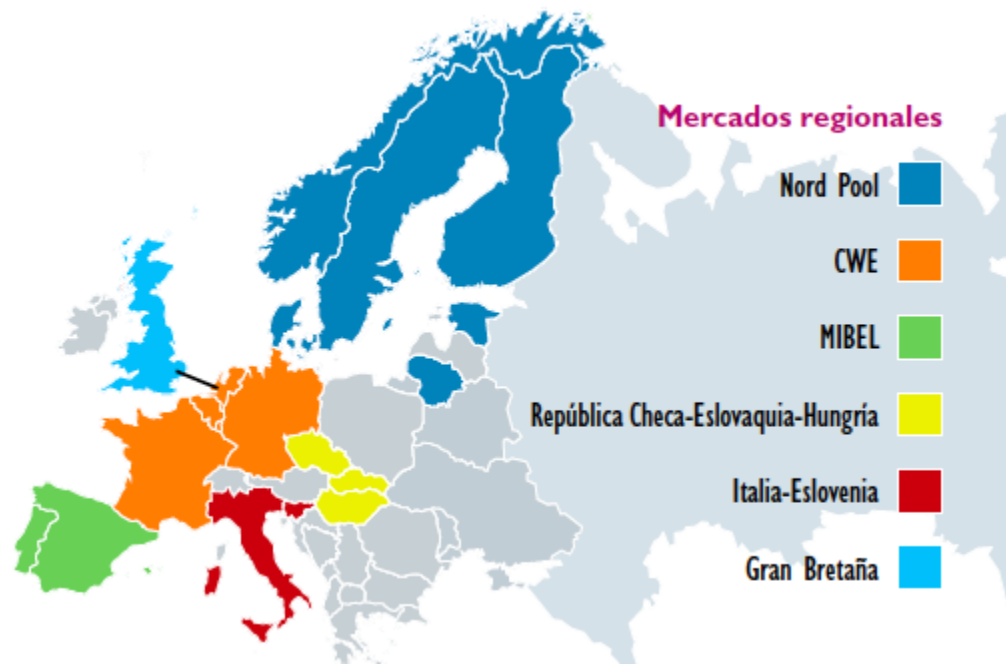 Mercados regionales
Nord Pool
CWE
MIBEL
República Checa-Eslovaquia-Hungría
Italia-Eslovenia
Gran Bretaña